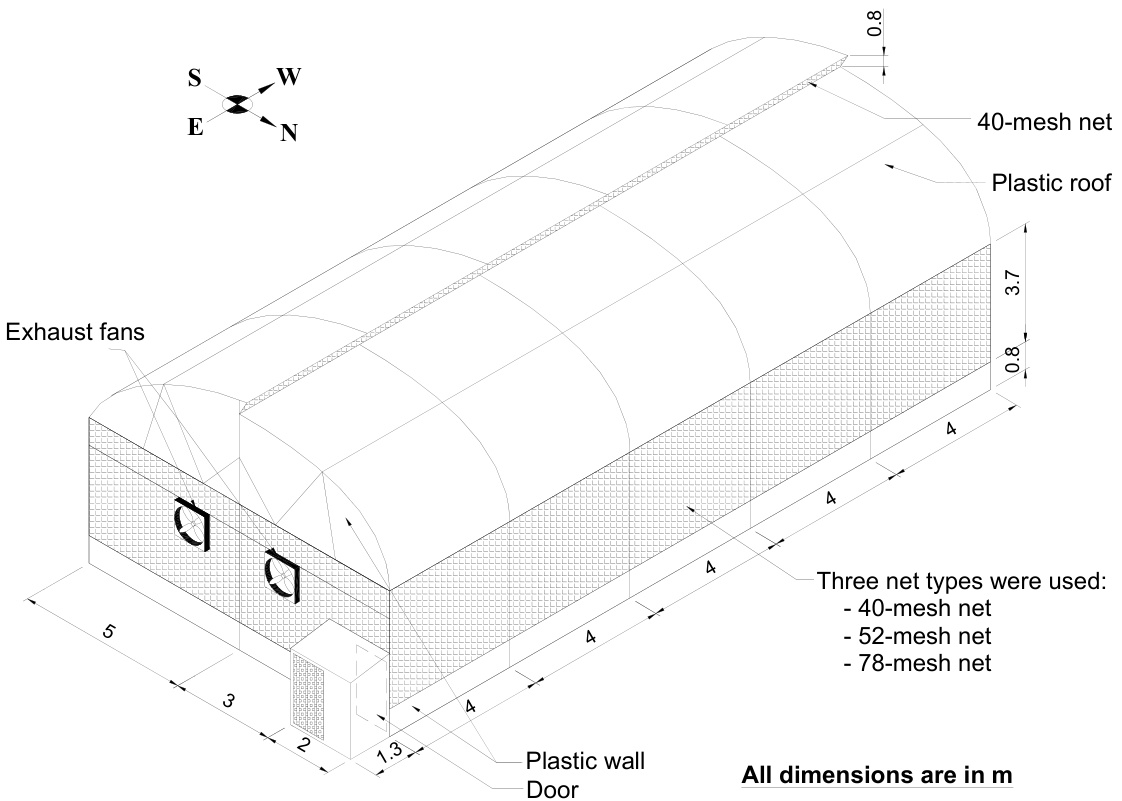 0.8
S
W
E
N
40-mesh net
Plastic roof
3.7
Exhaust fans
0.8
4
4
4
4
4
5
3
2
1.3
Three net types were used:
- 40-mesh net
- 52-mesh net
- 78-mesh net
Plastic wall
Door
All dimensions are in m